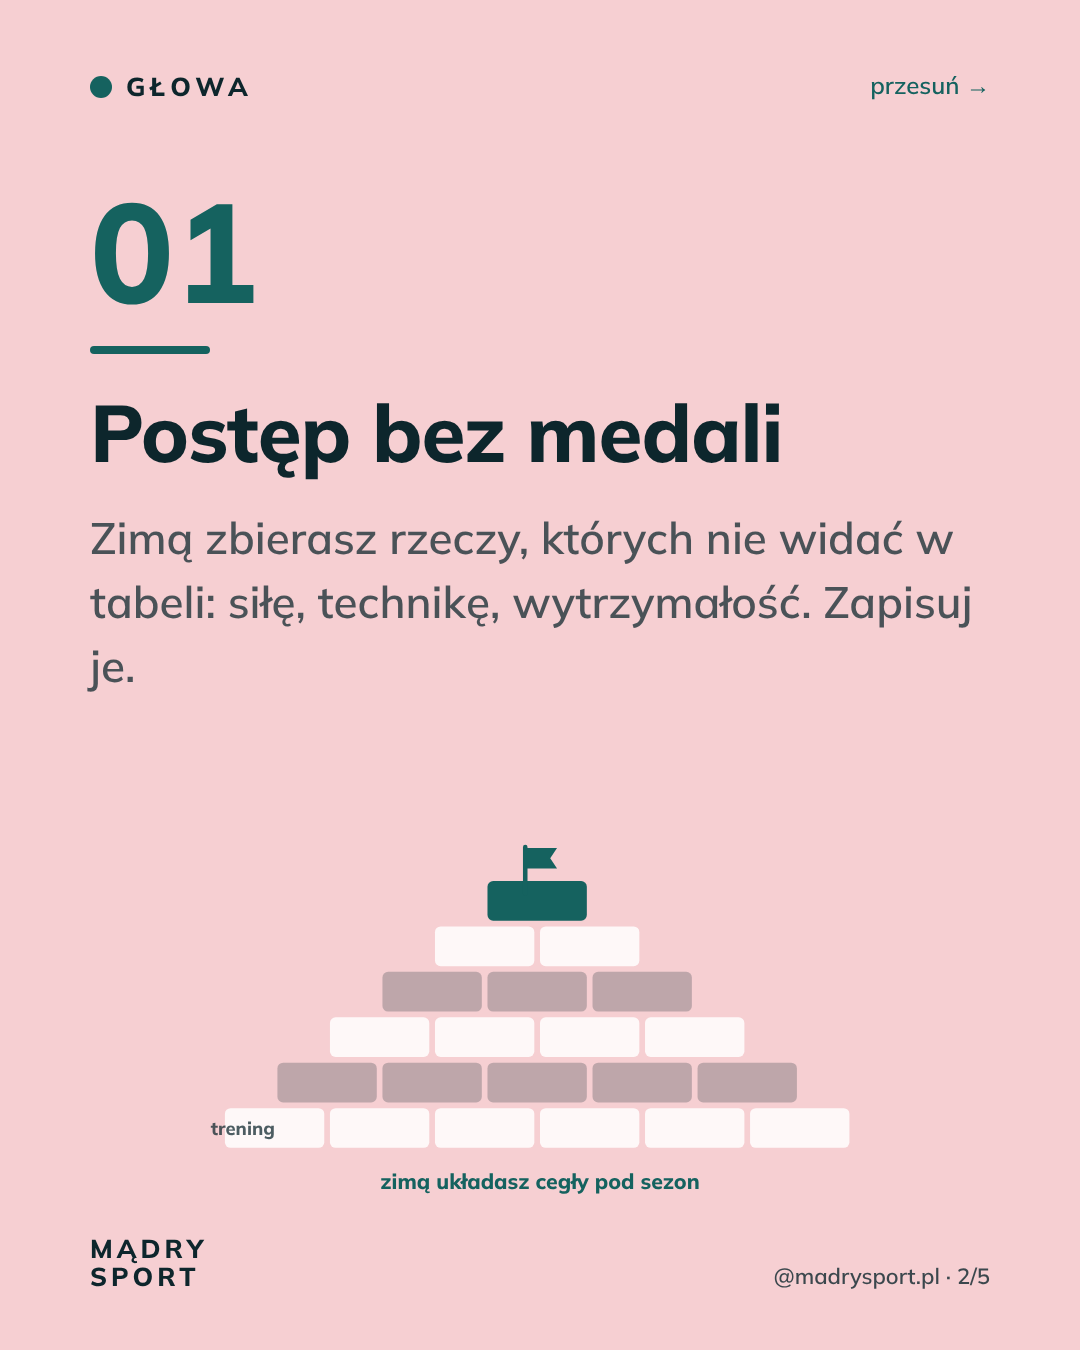 GŁOWA
przesuń →
01
Postęp bez medali
Zimą zbierasz rzeczy, których nie widać w
tabeli: siłę, technikę, wytrzymałość. Zapisuj
je.
trening
zimą układasz cegły pod sezon
MĄDRY
SPORT
@madrysport.pl · 2/5